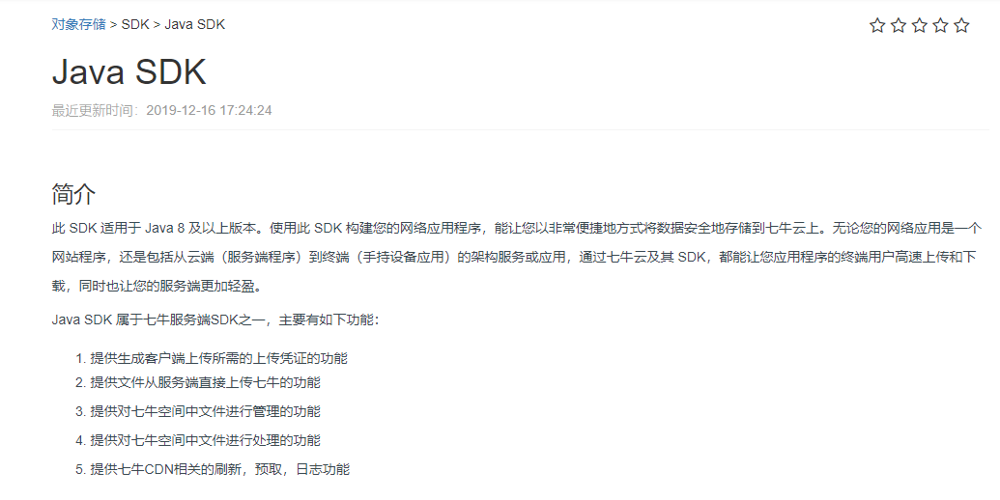 对象存储 > SDK > Java SDK
Java SDK
最近更新时间：2019-12-16 17:24:24
简介
此 SDK 适用于 Java 8 及以上版本。使用此 SDK 构建您的网络应用程序，能让您以非常便捷地方式将数据安全地存储到七牛云上。无论您的网络应用是一个
网站程序，还是包括从云端（服务端程序）到终端（手持设备应用）的架构服务或应用，通过七牛云及其 SDK，都能让您应用程序的终端用户高速上传和下
载，同时也让您的服务端更加轻盈。
Java SDK 属于七牛服务端SDK之一，主要有如下功能：
1. 提供生成客户端上传所需的上传凭证的功能
2. 提供文件从服务端直接上传七牛的功能
3. 提供对七牛空间中文件进行管理的功能
4. 提供对七牛空间中文件进行处理的功能
5. 提供七牛CDN相关的刷新，预取，日志功能